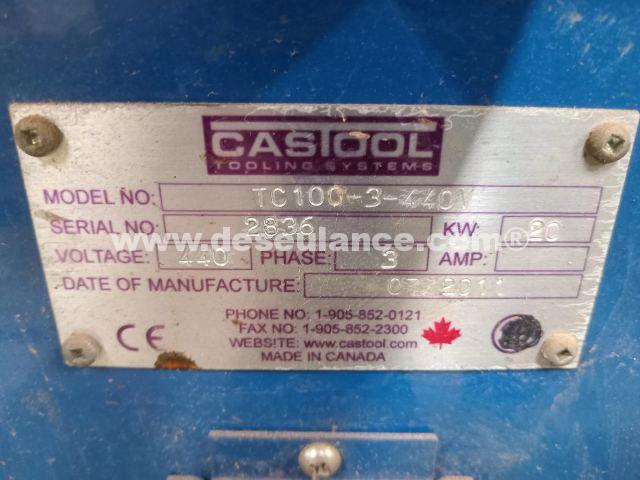 CASTOOL
TOOLING SYSTEMS
MODEL NO: TC100-3-440V
SERIAL NO: 2836 KW: 20
www.deseulance.com®
VOLTAGE: 440 PHASE: 3 AMP:
DATE OF MANUFACTURE: 07/2011
PHONE NO: 1-905-852-0121
FAX NO: 1-905-852-2300
WEBSITE: www.castool.com
MADE IN CANADA
CE